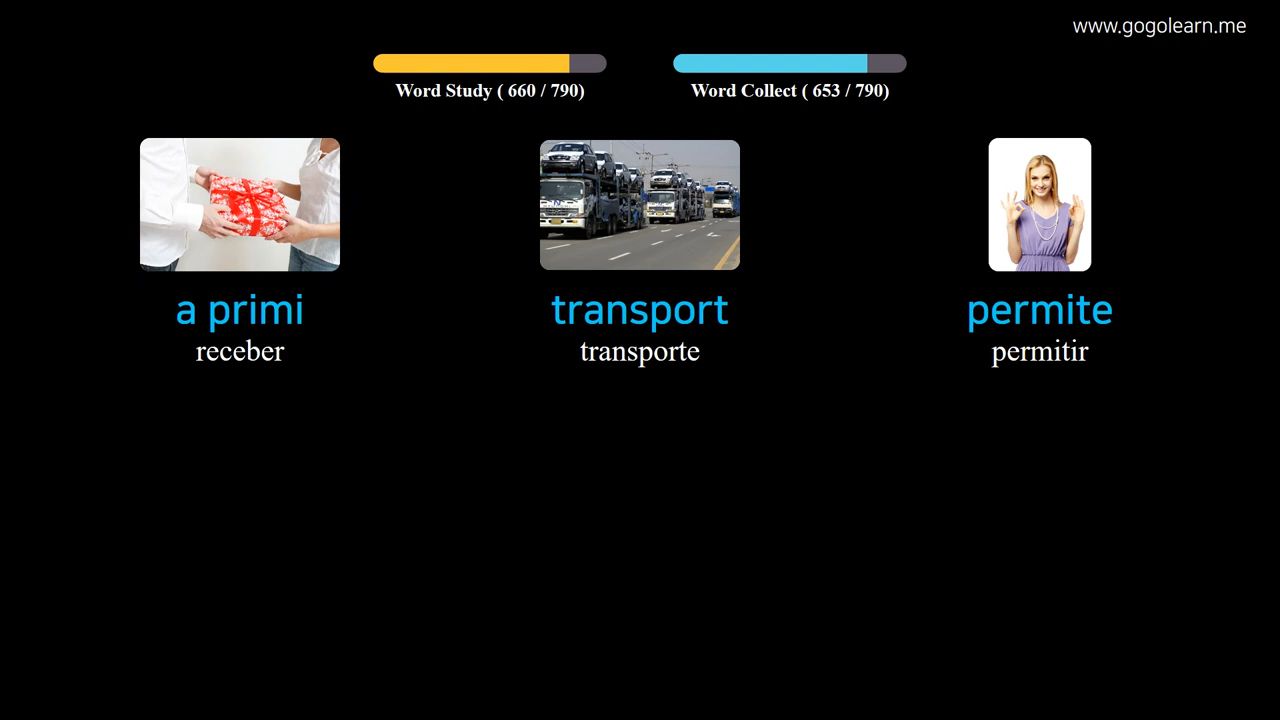 www.gogolearn.me
Word Study ( 660 / 790)
Word Collect ( 653 / 790)
a primi
receber
transport
transporte
permite
permitir